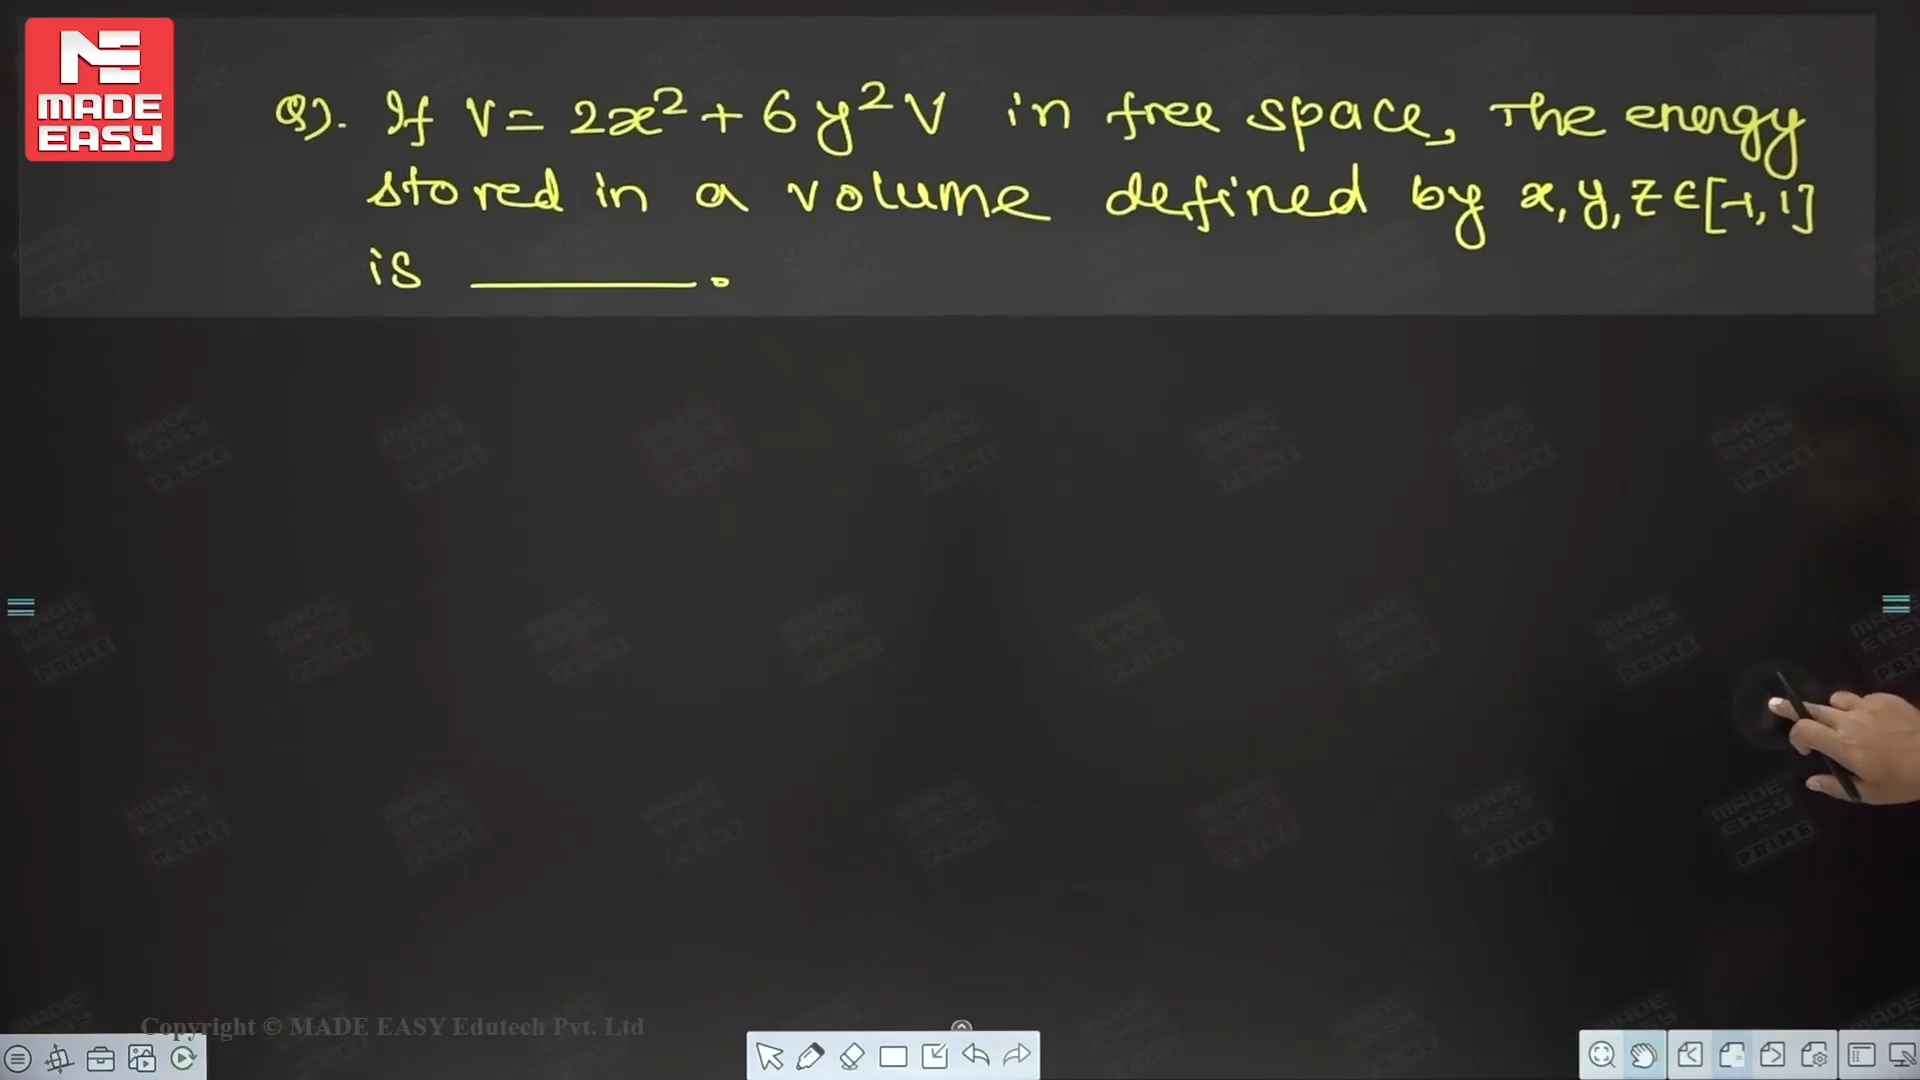 MADE
EASY
Q). If V = 2x² + 6y² V in free space, The energy
stored in a volume defined by x, y, z ∈ [-1, 1]
is ________.
Copyright © MADE EASY Edutech Pvt. Ltd